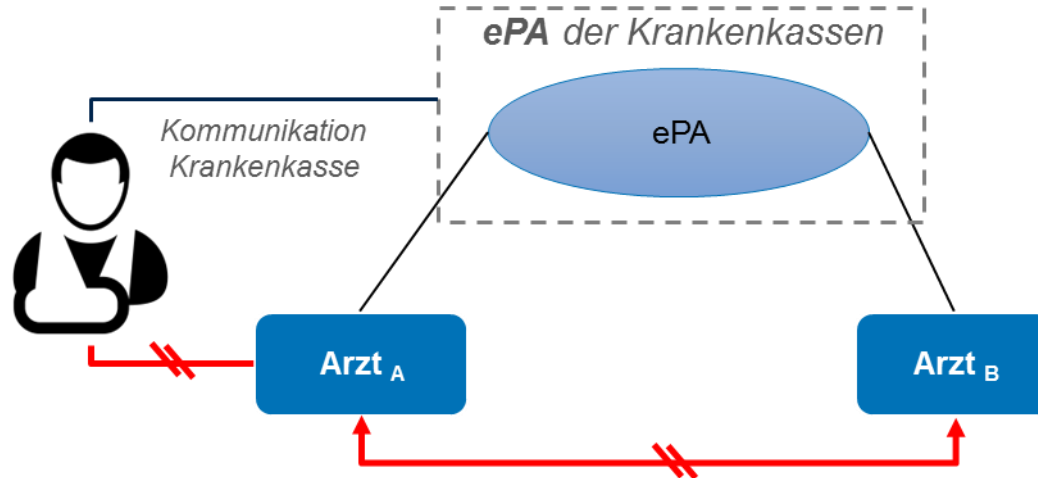 ePA der Krankenkassen
Kommunikation
Krankenkasse
ePA
Arzt A
Arzt B